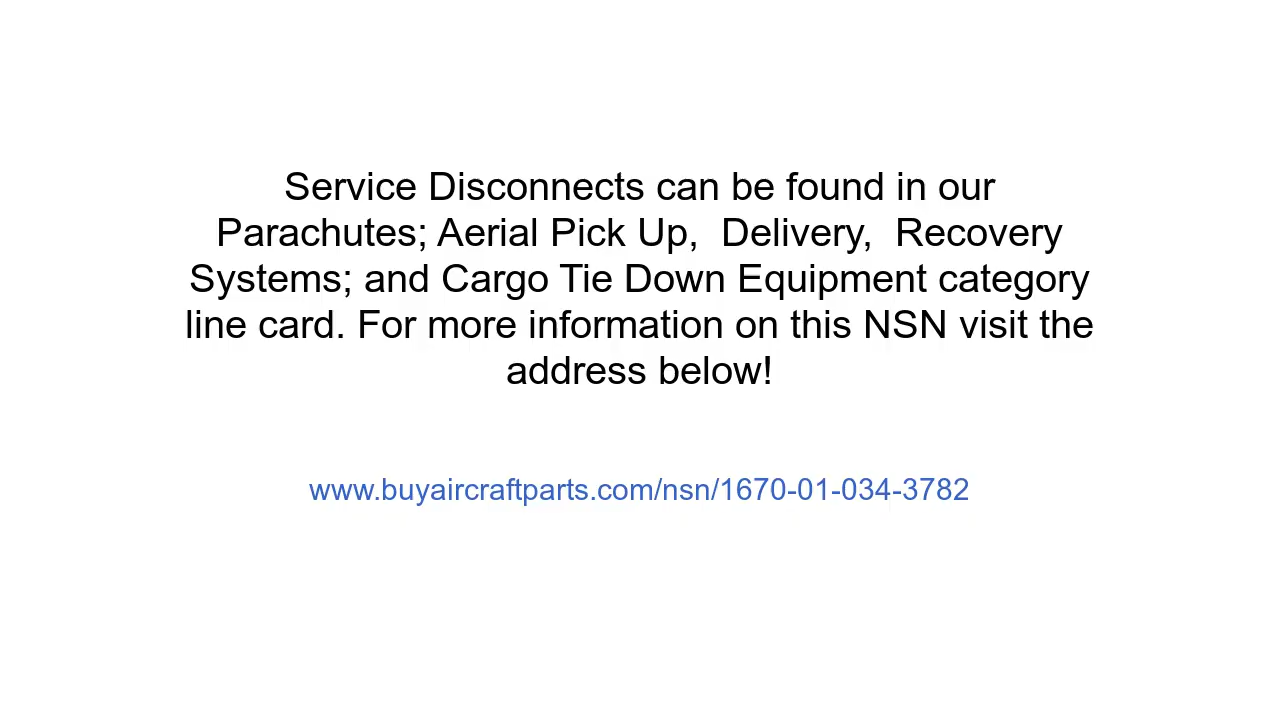 Service Disconnects can be found in our
Parachutes; Aerial Pick Up,  Delivery,  Recovery
Systems; and Cargo Tie Down Equipment category
line card. For more information on this NSN visit the
address below!
www.buyaircraftparts.com/nsn/1670-01-034-3782